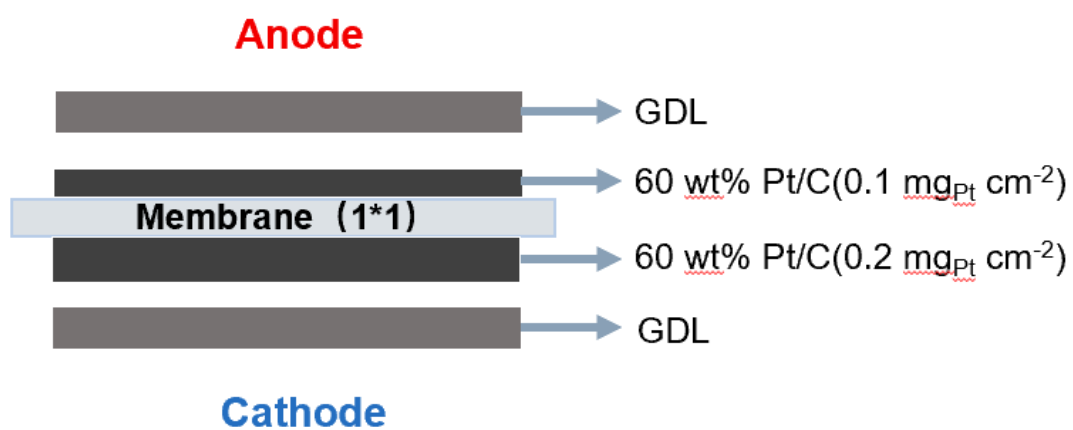 Anode
GDL
60 wt% Pt/C(0.1 mgPt cm-2)
Membrane（1*1）
60 wt% Pt/C(0.2 mgPt cm-2)
GDL
Cathode